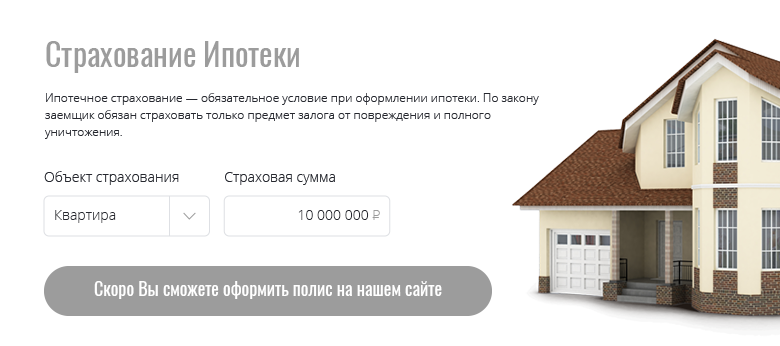 Страхование Ипотеки
Ипотечное страхование — обязательное условие при оформлении ипотеки. По закону
заемщик обязан страховать только предмет залога от повреждения и полного
уничтожения.
Объект страхования
Страховая сумма
Квартира
10 000 000 ₽
Скоро Вы сможете оформить полис на нашем сайте